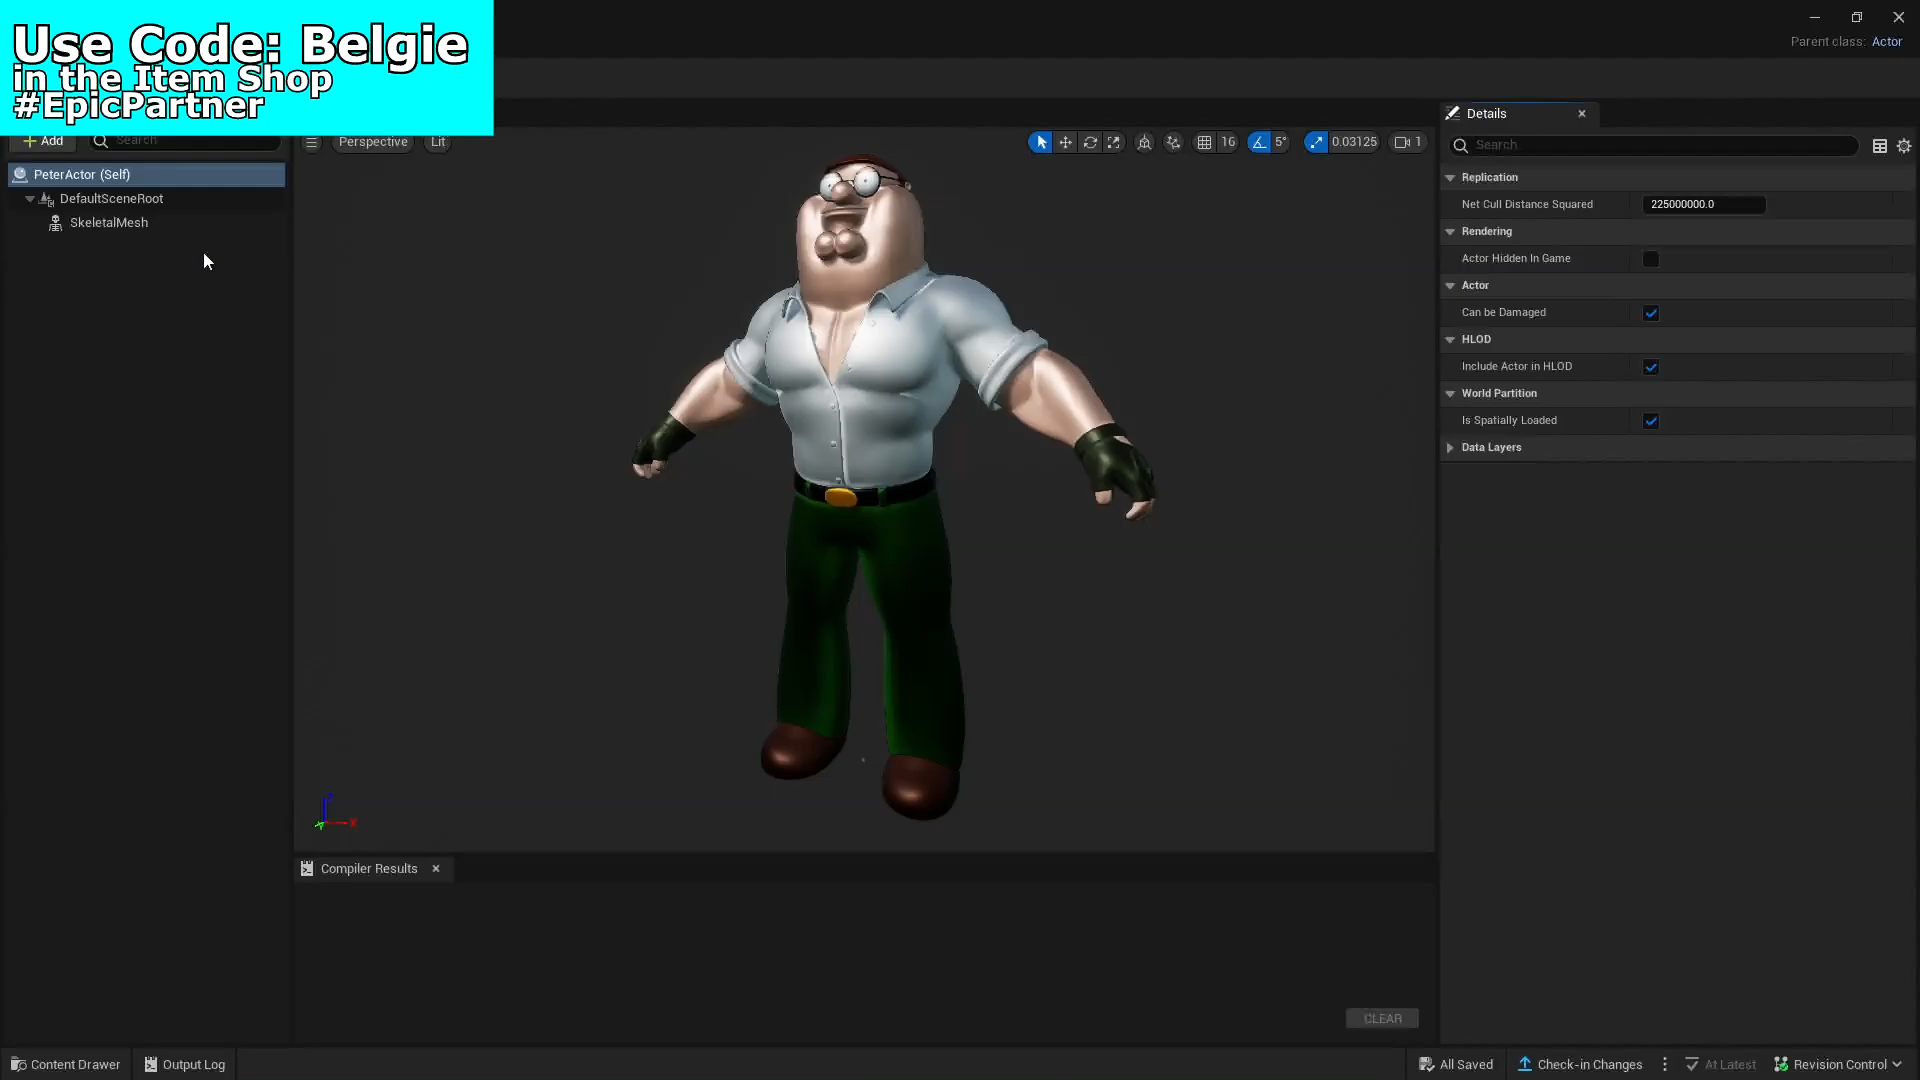 Use Code: Belgie
in the Item Shop
#EpicPartner
Parent class: Actor
Add
Search
Perspective
Lit
16
5°
0.03125
1
PeterActor (Self)
DefaultSceneRoot
SkeletalMesh
Details
Search
Replication
Net Cull Distance Squared
225000000.0
Rendering
Actor Hidden In Game
Actor
Can be Damaged
HLOD
Include Actor in HLOD
World Partition
Is Spatially Loaded
Data Layers
Compiler Results
CLEAR
Content Drawer
Output Log
All Saved
Check-in Changes
At Latest
Revision Control